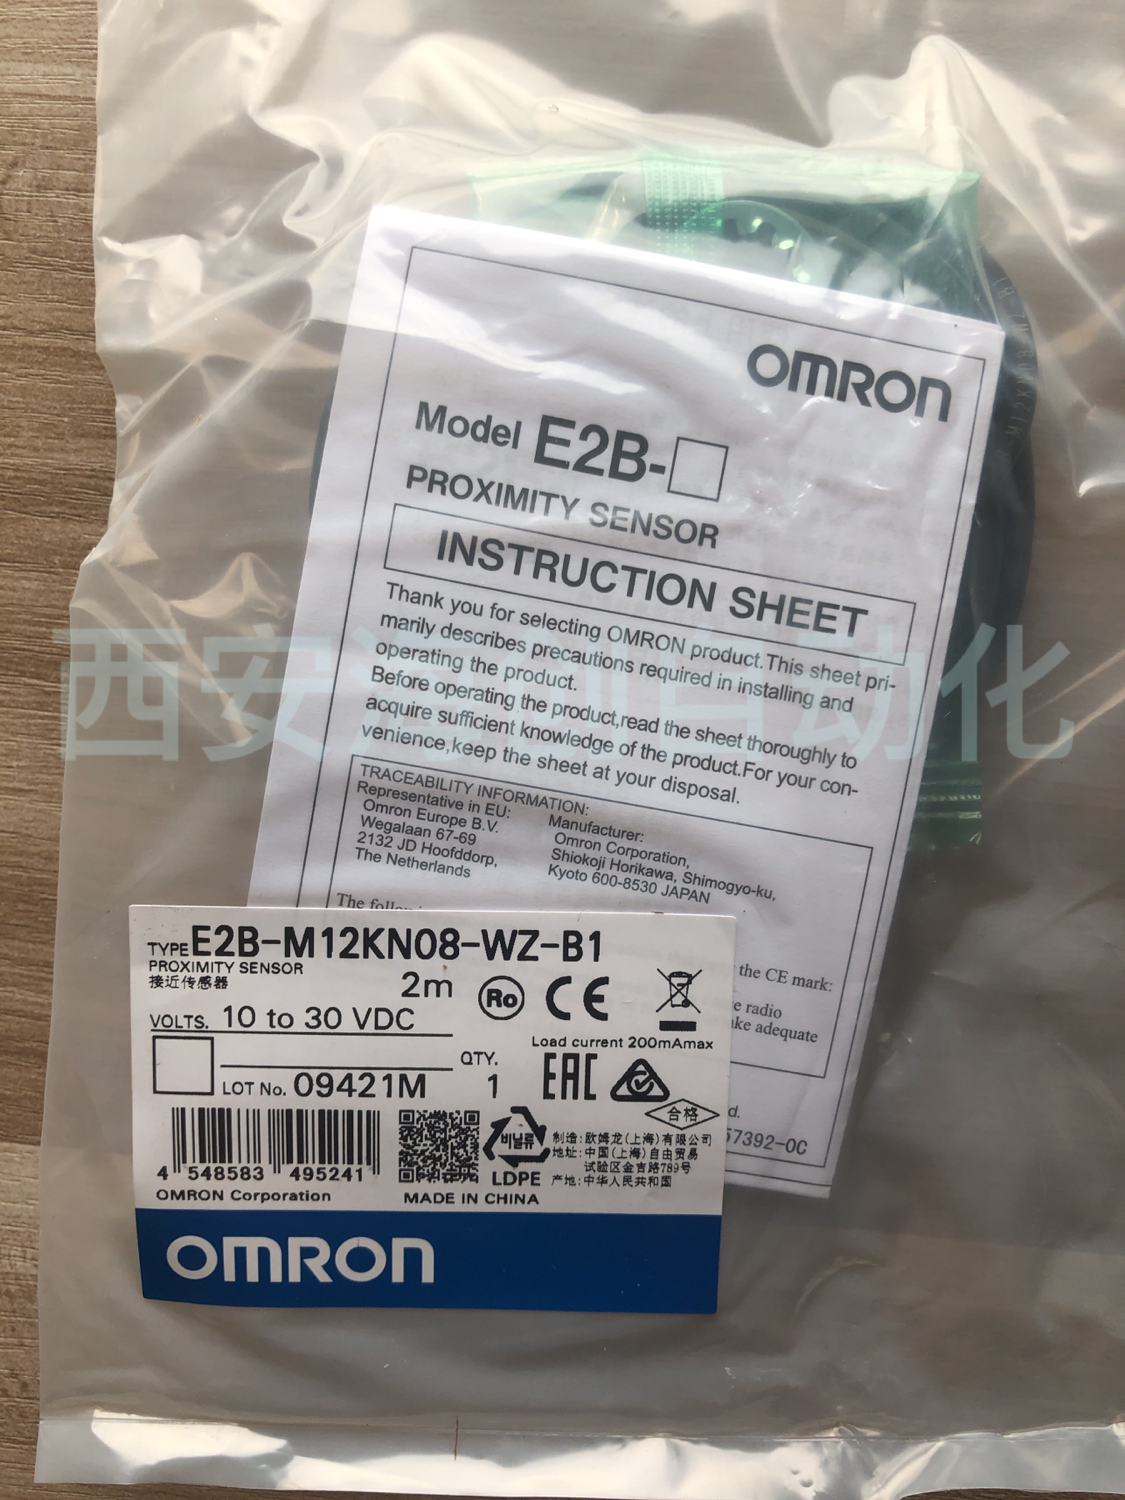 OMRON
Model E2B-□
PROXIMITY SENSOR
INSTRUCTION SHEET
Thank you for selecting OMRON product.This sheet pri-
marily describes precautions required in installing and
operating the product.
Before operating the product,read the sheet thoroughly to
acquire sufficient knowledge of the product.For your con-
venience,keep the sheet at your disposal.
TRACEABILITY INFORMATION:
Representative in EU:
Omron Europe B.V.
Wegalaan 67-69
2132 JD Hoofddorp,
The Netherlands
Manufacturer:
Omron Corporation,
Shiokoji Horikawa, Shimogyo-ku,
Kyoto 600-8530 JAPAN
The
the CE mark:
radio
adequate
57392-0C
西安海创自动化
TYPE E2B-M12KN08-WZ-B1
PROXIMITY SENSOR
接近传感器
2m
Ro
CE
VOLTS. 10 to 30 VDC
Load current 200mAmax
QTY.
1
LOT No. 09421M
EAC
合格
4 548583 495241
OMRON Corporation
비닐류
LDPE
MADE IN CHINA
制造:欧姆龙(上海)有限公司
地址:中国(上海)自由贸易
试验区金吉路789号
产地:中华人民共和国
OMRON